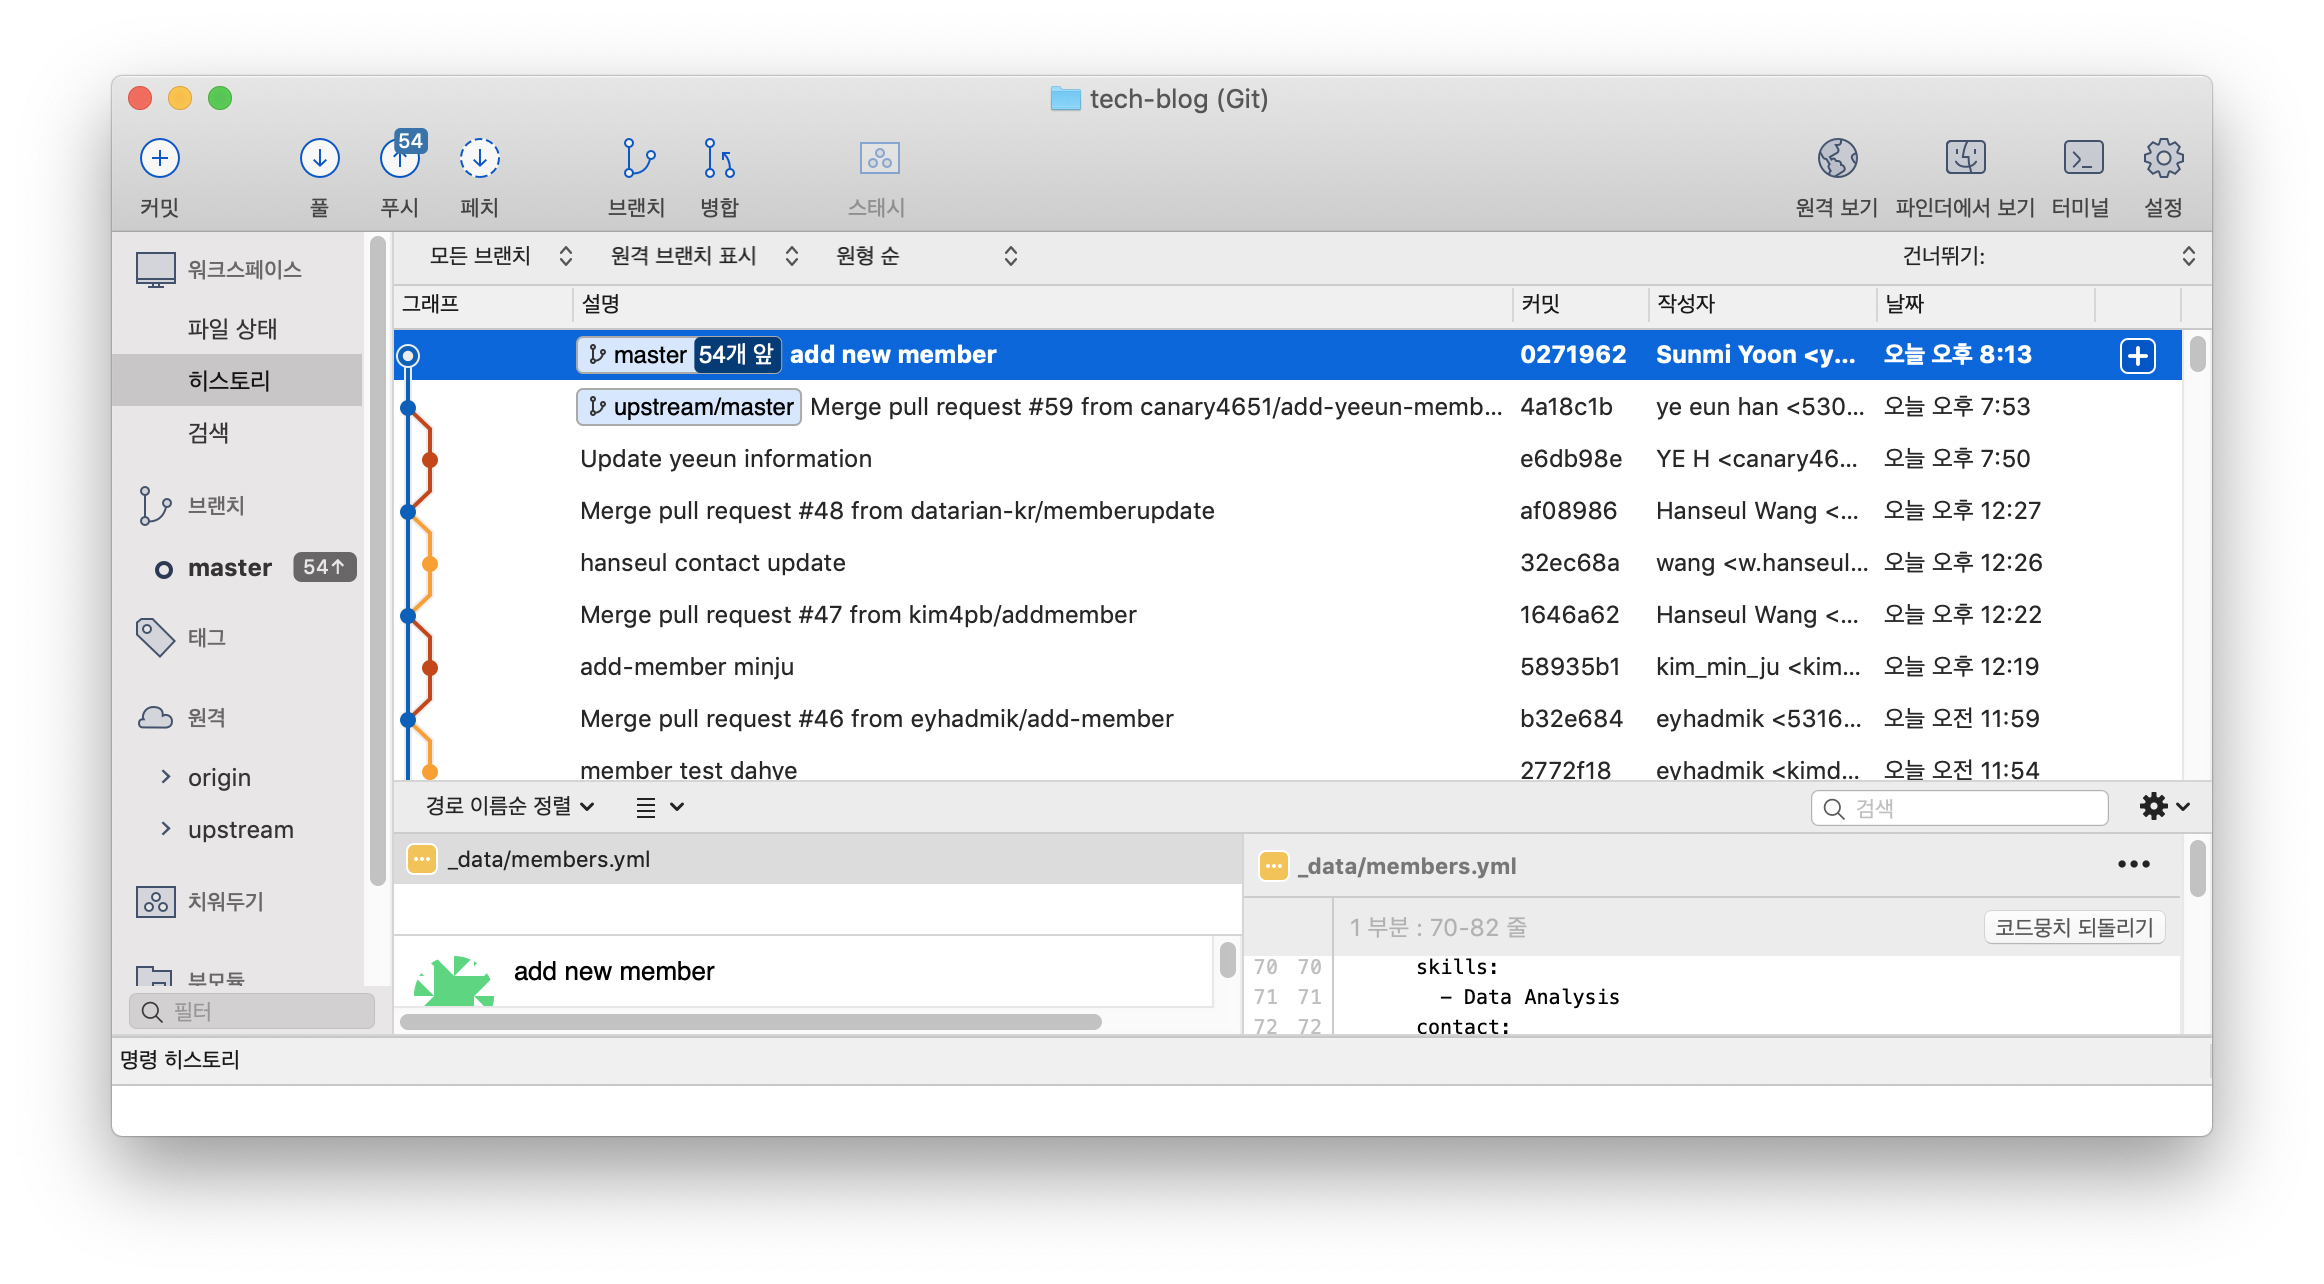 tech-blog (Git)
54
커밋 풀 푸시 페치 브랜치 병합 스태시 원격 보기 파인더에서 보기 터미널 설정
워크스페이스
파일 상태
히스토리
검색
브랜치
master 54↑
태그
원격
origin
upstream
치워두기
부모듈
필터
모든 브랜치 원격 브랜치 표시 원형 순 건너뛰기:
그래프 설명 커밋 작성자 날짜
master 54개 앞 add new member 0271962 Sunmi Yoon <y... 오늘 오후 8:13
upstream/master Merge pull request #59 from canary4651/add-yeeun-memb... 4a18c1b ye eun han <530... 오늘 오후 7:53
Update yeeun information e6db98e YE H <canary46... 오늘 오후 7:50
Merge pull request #48 from datarian-kr/memberupdate af08986 Hanseul Wang <... 오늘 오후 12:27
hanseul contact update 32ec68a wang <w.hanseul... 오늘 오후 12:26
Merge pull request #47 from kim4pb/addmember 1646a62 Hanseul Wang <... 오늘 오후 12:22
add-member minju 58935b1 kim_min_ju <kim... 오늘 오후 12:19
Merge pull request #46 from eyhadmik/add-member b32e684 eyhadmik <5316... 오늘 오전 11:59
member test dahye 2772f18 eyhadmik <kimd... 오늘 오전 11:54
경로 이름순 정렬 검색
_data/members.yml
add new member
_data/members.yml
1 부분 : 70-82 줄 코드뭉치 되돌리기
70 70 skills:
71 71 - Data Analysis
72 72 contact:
명령 히스토리